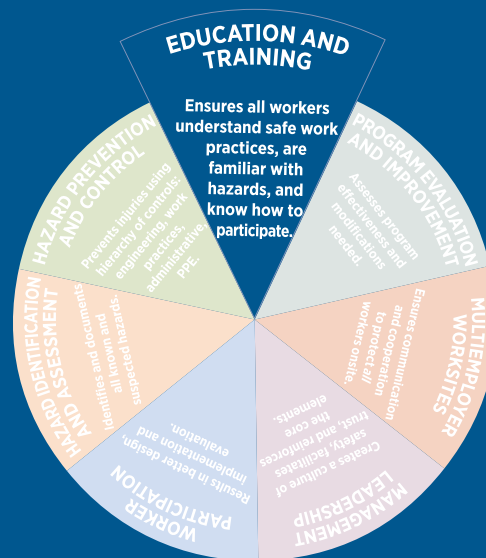 EDUCATION AND
TRAINING
Ensures all workers
understand safe work
practices, are
familiar with
hazards, and
know how to
participate.
PROGRAM EVALUATION
AND IMPROVEMENT
Assesses program
effectiveness and
modifications
needed.
MULTIEMPLOYER
WORKSITES
Ensures communication
and cooperation
to protect all
workers onsite.
MANAGEMENT
LEADERSHIP
Creates a culture of
safety, facilitates
trust, and reinforces
the core
elements.
WORKER
PARTICIPATION
Results in better design,
implementation and
evaluation.
HAZARD IDENTIFICATION
AND ASSESSMENT
Identifies and documents
all known and
suspected hazards.
HAZARD PREVENTION
AND CONTROL
Prevents injuries using
hierarchy of controls:
engineering, work
practices,
administrative,
PPE.